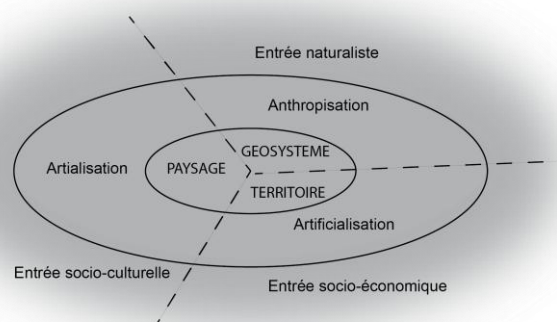 Entrée naturaliste
Anthropisation
GEOSYSTEME
Artialisation
PAYSAGE
TERRITOIRE
Artificialisation
Entrée socio-culturelle
Entrée socio-économique